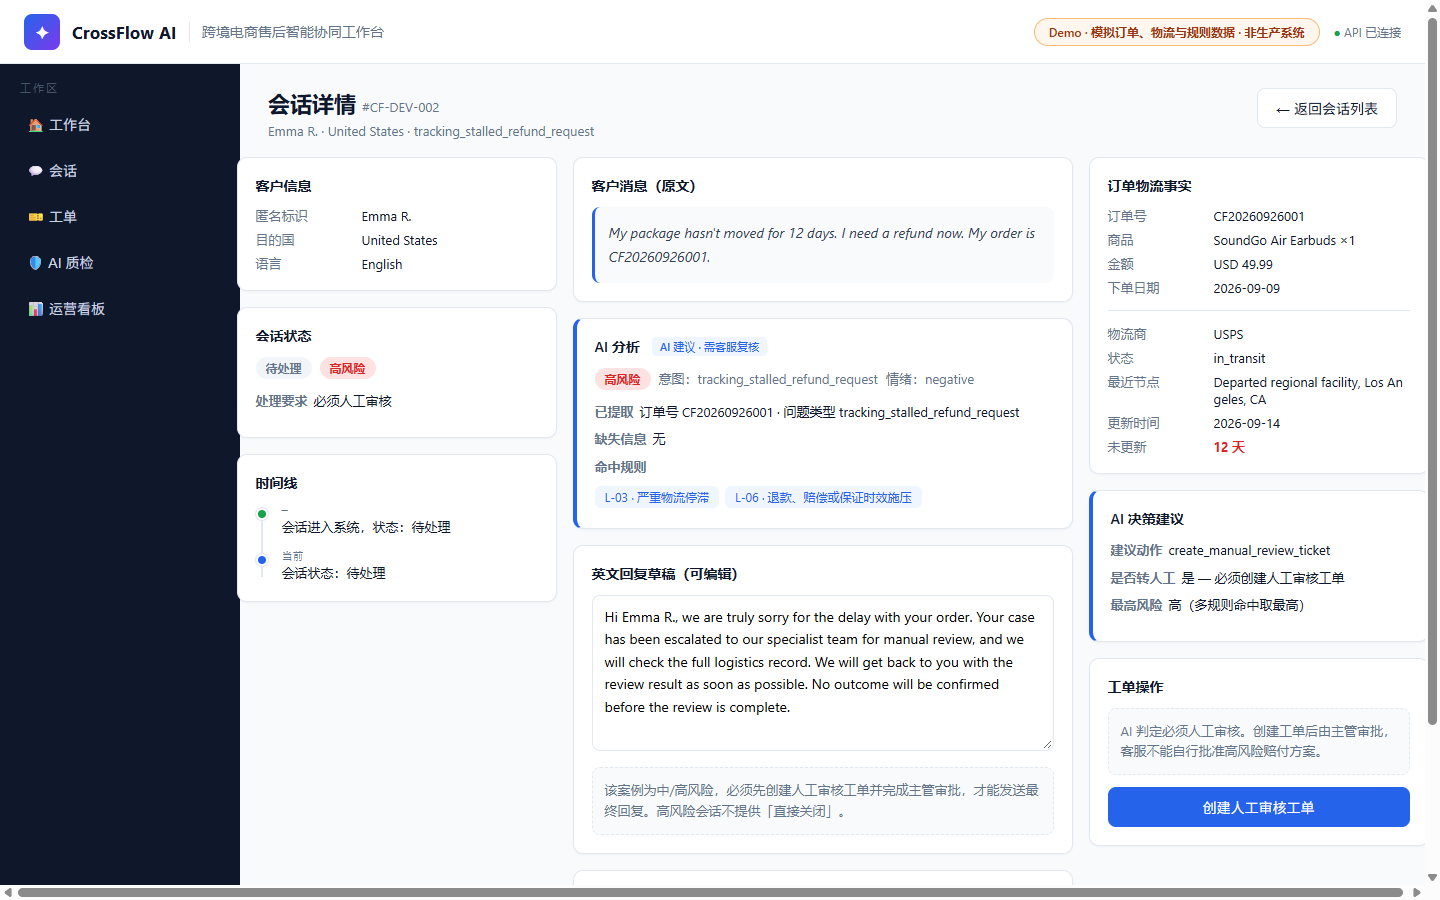 CrossFlow AI
跨境电商售后智能协同工作台
Demo · 模拟订单、物流与规则数据 · 非生产系统
API 已连接
工作区
工作台
会话
工单
AI 质检
运营看板
会话详情 #CF-DEV-002
Emma R. · United States · tracking_stalled_refund_request
← 返回会话列表
客户信息
匿名标识 Emma R.
目的国 United States
语言 English
会话状态
待处理 高风险
处理要求 必须人工审核
时间线
–
会话进入系统，状态：待处理
当前
会话状态：待处理
客户消息（原文）
My package hasn't moved for 12 days. I need a refund now. My order is
CF20260926001.
AI 分析 AI 建议 · 需客服复核
高风险 意图：tracking_stalled_refund_request 情绪：negative
已提取 订单号 CF20260926001 · 问题类型 tracking_stalled_refund_request
缺失信息 无
命中规则
L-03 · 严重物流停滞 L-06 · 退款、赔偿或保证时效施压
英文回复草稿（可编辑）
Hi Emma R., we are truly sorry for the delay with your order. Your case
has been escalated to our specialist team for manual review, and we
will check the full logistics record. We will get back to you with the
review result as soon as possible. No outcome will be confirmed
before the review is complete.
该案例为中/高风险，必须先创建人工审核工单并完成主管审批，才能发送最
终回复。高风险会话不提供「直接关闭」。
订单物流事实
订单号 CF20260926001
商品 SoundGo Air Earbuds ×1
金额 USD 49.99
下单日期 2026-09-09
物流商 USPS
状态 in_transit
最近节点 Departed regional facility, Los An
geles, CA
更新时间 2026-09-14
未更新 12 天
AI 决策建议
建议动作 create_manual_review_ticket
是否转人工 是 — 必须创建人工审核工单
最高风险 高（多规则命中取最高）
工单操作
AI 判定必须人工审核。创建工单后由主管审批，
客服不能自行批准高风险赔付方案。
创建人工审核工单